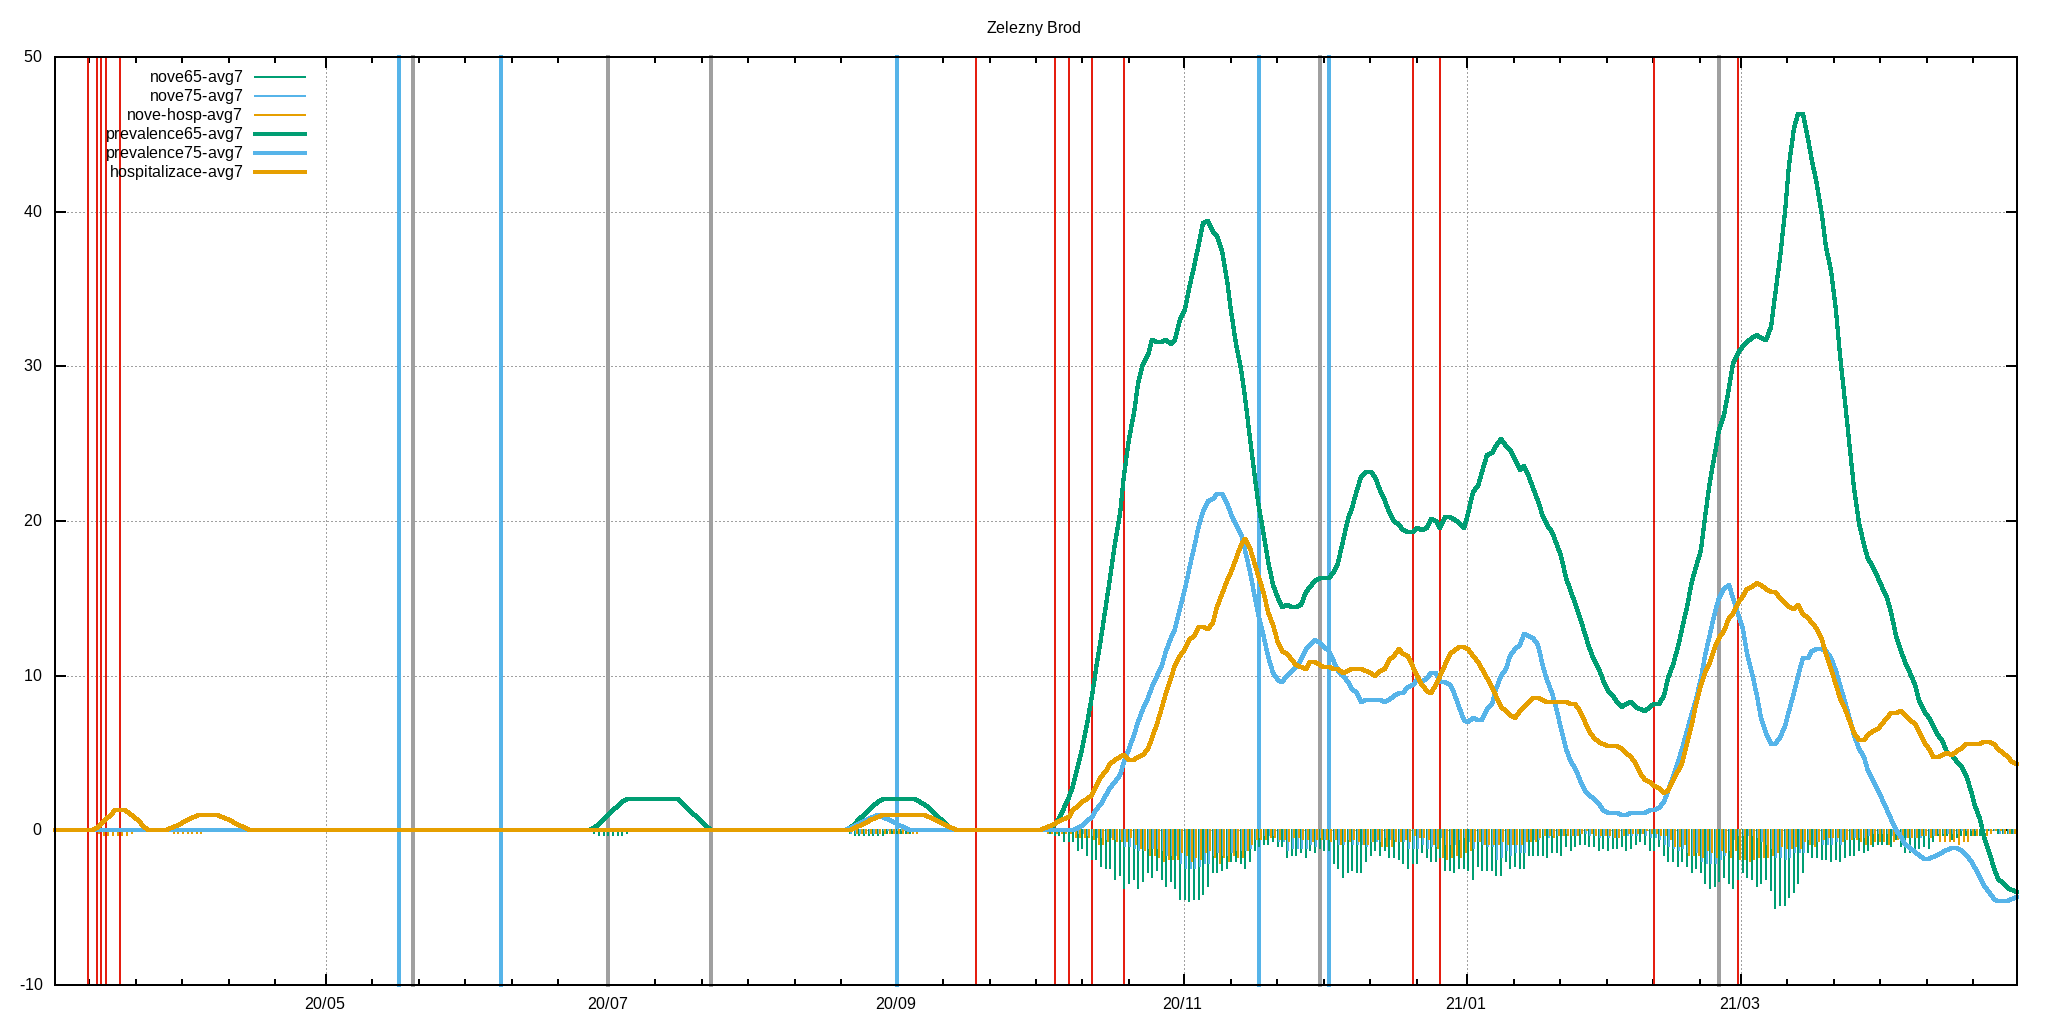 Zelezny Brod
50
nove65-avg7
nove75-avg7
nove-hosp-avg7
prevalence65-avg7
prevalence75-avg7
hospitalizace-avg7
40
30
20
10
0
-10
20/05 20/07 20/09 20/11 21/01 21/03